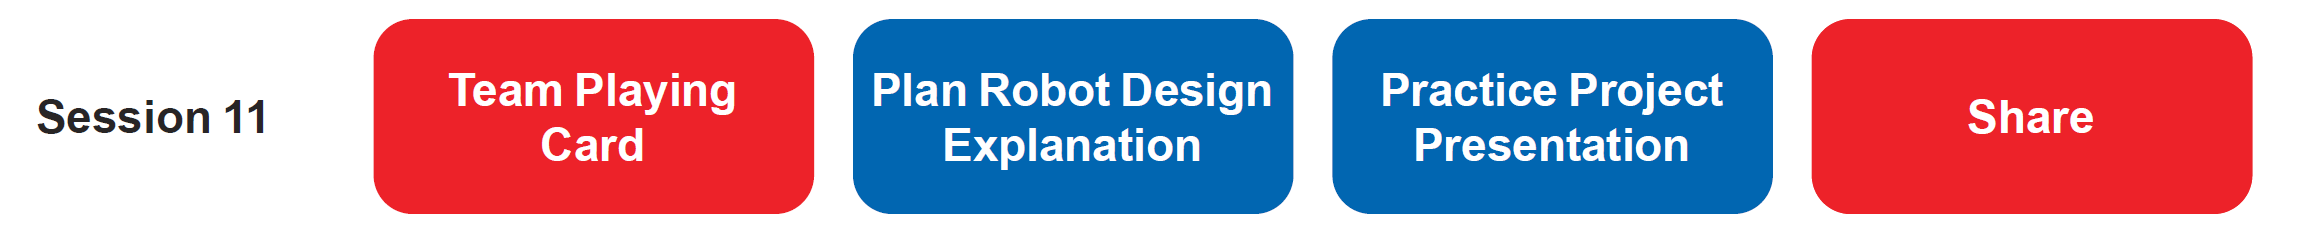 Session 11
Team Playing
Card
Plan Robot Design
Explanation
Practice Project
Presentation
Share